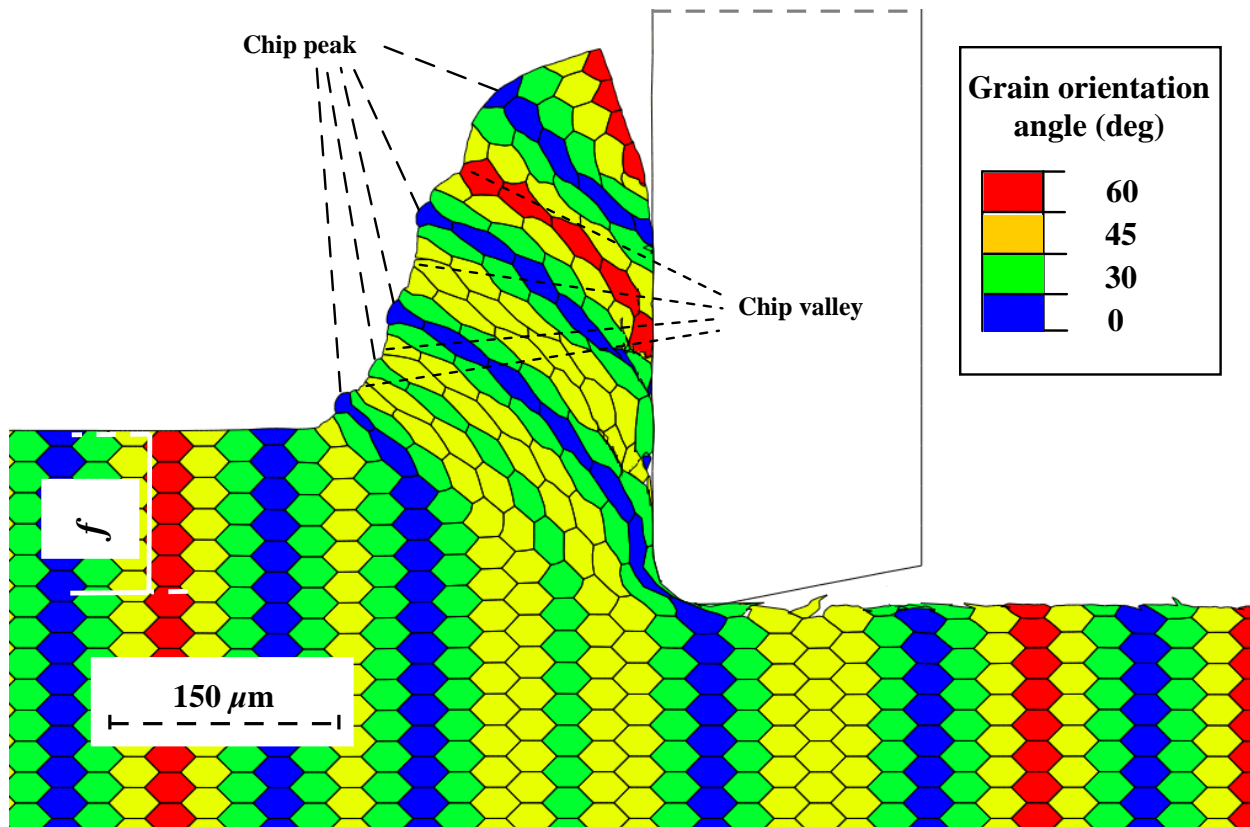 Chip peak
Grain orientation
angle (deg)
60
45
30
0
Chip valley
f
150 μm